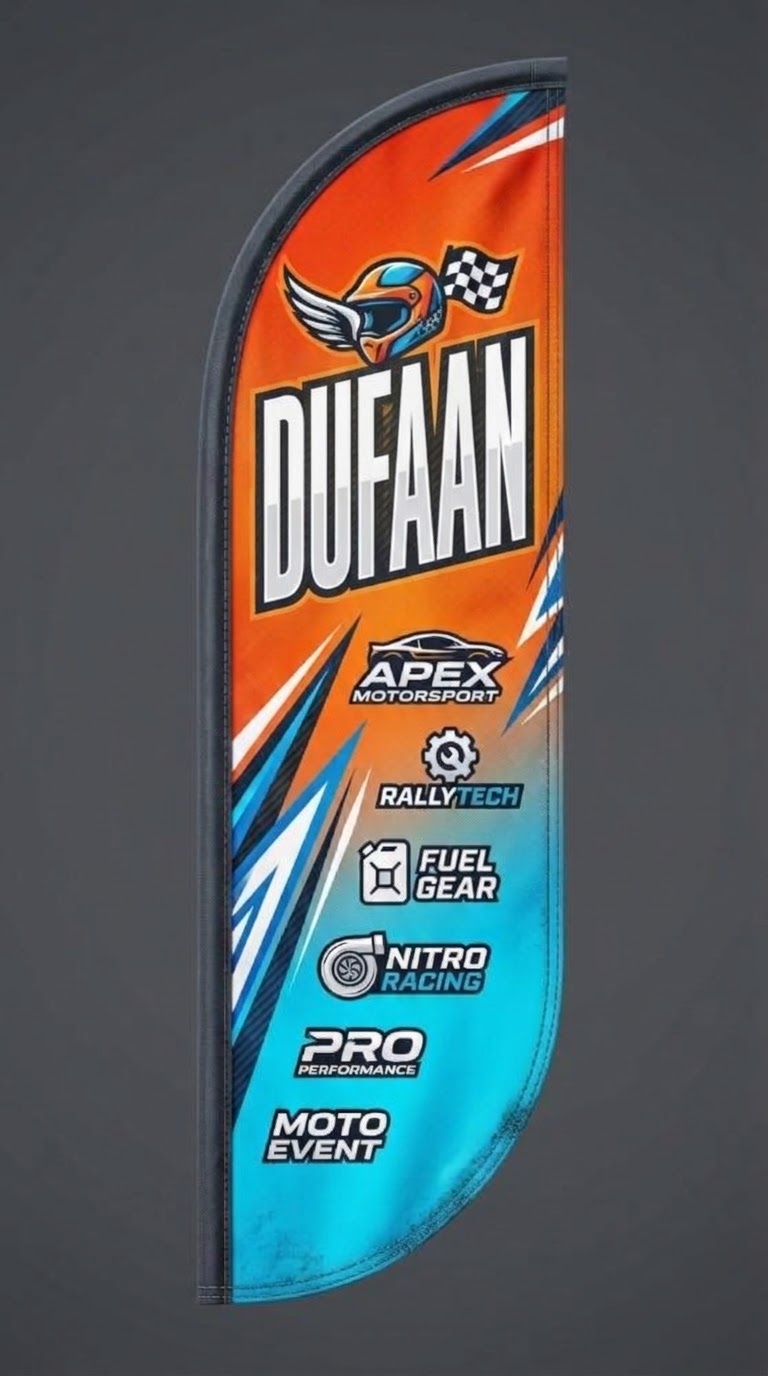 DUFAAN
APEX
MOTORSPORT
RALLYTECH
FUEL
GEAR
NITRO
RACING
PRO
PERFORMANCE
MOTO
EVENT